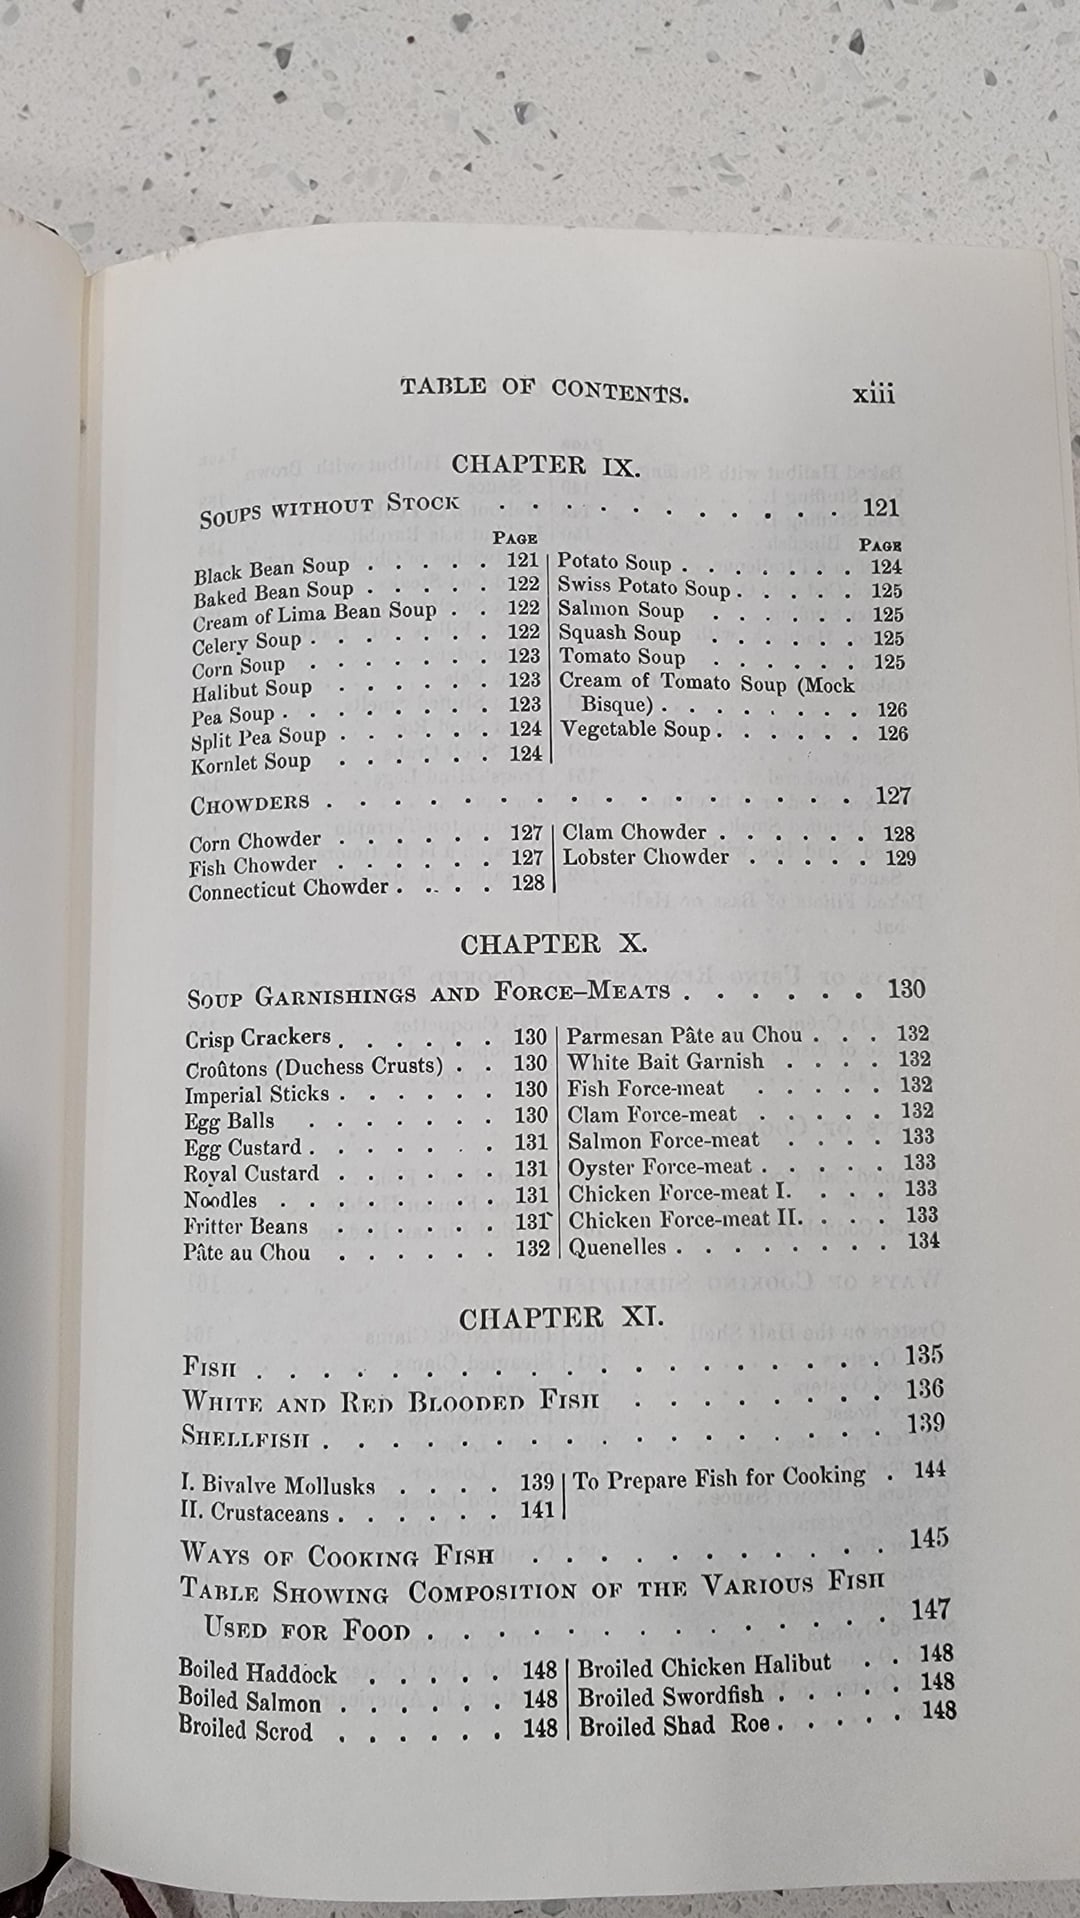 TABLE OF CONTENTS. xiii
CHAPTER IX.
SOUPS WITHOUT STOCK . . . . . . . . . . . 121
PAGE
Black Bean Soup . . . . . 121
Baked Bean Soup . . . . . 122
Cream of Lima Bean Soup . . 122
Celery Soup . . . . . . . 122
Corn Soup . . . . . . . 123
Halibut Soup . . . . . . 123
Pea Soup . . . . . . . . 123
Split Pea Soup . . . . . . 124
Kornlet Soup . . . . . . 124
PAGE
Potato Soup . . . . . . . 124
Swiss Potato Soup . . . . . 125
Salmon Soup . . . . . . 125
Squash Soup . . . . . . 125
Tomato Soup . . . . . . 125
Cream of Tomato Soup (Mock
Bisque) . . . . . . . . 126
Vegetable Soup . . . . . . 126
CHOWDERS . . . . . . . . . . . . . . . . 127
Corn Chowder . . . . . . 127
Fish Chowder . . . . . . 127
Connecticut Chowder . . . . 128
Clam Chowder . . . . . . 128
Lobster Chowder . . . . . 129
CHAPTER X.
SOUP GARNISHINGS AND FORCE-MEATS . . . . . . 130
Crisp Crackers . . . . . . 130
Croûtons (Duchess Crusts) . . 130
Imperial Sticks . . . . . . 130
Egg Balls . . . . . . . 130
Egg Custard . . . . . . . 131
Royal Custard . . . . . . 131
Noodles . . . . . . . . 131
Fritter Beans . . . . . . 131
Pâte au Chou . . . . . . 132
Parmesan Pâte au Chou . . . 132
White Bait Garnish . . . . 132
Fish Force-meat . . . . . 132
Clam Force-meat . . . . . 132
Salmon Force-meat . . . . 133
Oyster Force-meat . . . . . 133
Chicken Force-meat I. . . . 133
Chicken Force-meat II. . . . 133
Quenelles . . . . . . . . 134
CHAPTER XI.
FISH . . . . . . . . . . . . . . . . . . . 135
WHITE AND RED BLOODED FISH . . . . . . . . 136
SHELLFISH . . . . . . . . . . . . . . . . . 139
I. Bivalve Mollusks . . . . 139
II. Crustaceans . . . . . . 141
To Prepare Fish for Cooking . 144
WAYS OF COOKING FISH . . . . . . . . . . . 145
TABLE SHOWING COMPOSITION OF THE VARIOUS FISH
USED FOR FOOD . . . . . . . . . . . . . . 147
Boiled Haddock . . . . . 148
Boiled Salmon . . . . . . 148
Broiled Scrod . . . . . . 148
Broiled Chicken Halibut . . 148
Broiled Swordfish . . . . . 148
Broiled Shad Roe . . . . . 148